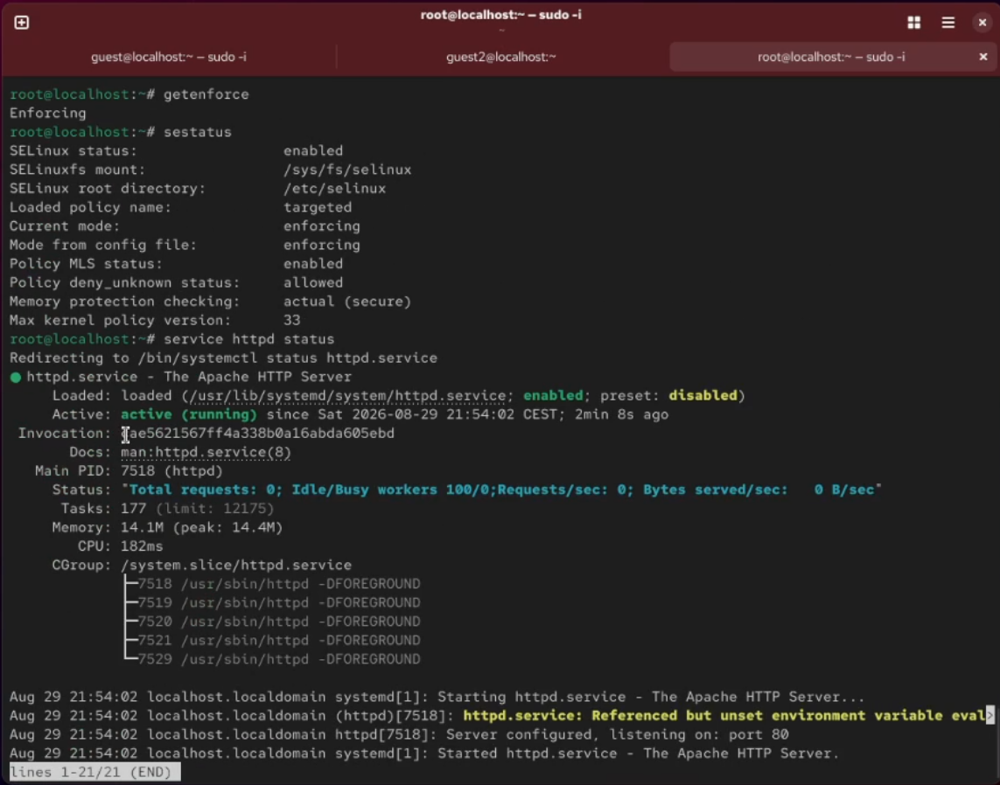 root@localhost:~ — sudo -i
~
guest@localhost:~ — sudo -i
guest2@localhost:~
root@localhost:~ — sudo -i
root@localhost:~# getenforce
Enforcing
root@localhost:~# sestatus
SELinux status:                 enabled
SELinuxfs mount:                /sys/fs/selinux
SELinux root directory:         /etc/selinux
Loaded policy name:             targeted
Current mode:                   enforcing
Mode from config file:          enforcing
Policy MLS status:              enabled
Policy deny_unknown status:     allowed
Memory protection checking:     actual (secure)
Max kernel policy version:      33
root@localhost:~# service httpd status
Redirecting to /bin/systemctl status httpd.service
● httpd.service - The Apache HTTP Server
Loaded: loaded (/usr/lib/systemd/system/httpd.service; enabled; preset: disabled)
Active: active (running) since Sat 2026-08-29 21:54:02 CEST; 2min 8s ago
Invocation:
Docs: man:httpd.service(8)
Main PID: 7518 (httpd)
Status: "Total requests: 0; Idle/Busy workers 100/0;Requests/sec: 0; Bytes served/sec:   0 B/sec"
Tasks: 177 (limit: 12175)
Memory: 14.1M (peak: 14.4M)
CPU: 182ms
CGroup: /system.slice/httpd.service
├─7518 /usr/sbin/httpd -DFOREGROUND
├─7519 /usr/sbin/httpd -DFOREGROUND
├─7520 /usr/sbin/httpd -DFOREGROUND
├─7521 /usr/sbin/httpd -DFOREGROUND
└─7529 /usr/sbin/httpd -DFOREGROUND
Aug 29 21:54:02 localhost.localdomain systemd[1]: Starting httpd.service - The Apache HTTP Server...
Aug 29 21:54:02 localhost.localdomain (httpd)[7518]: httpd.service: Referenced but unset environment variable eval>
Aug 29 21:54:02 localhost.localdomain httpd[7518]: Server configured, listening on: port 80
Aug 29 21:54:02 localhost.localdomain systemd[1]: Started httpd.service - The Apache HTTP Server.
lines 1-21/21 (END)